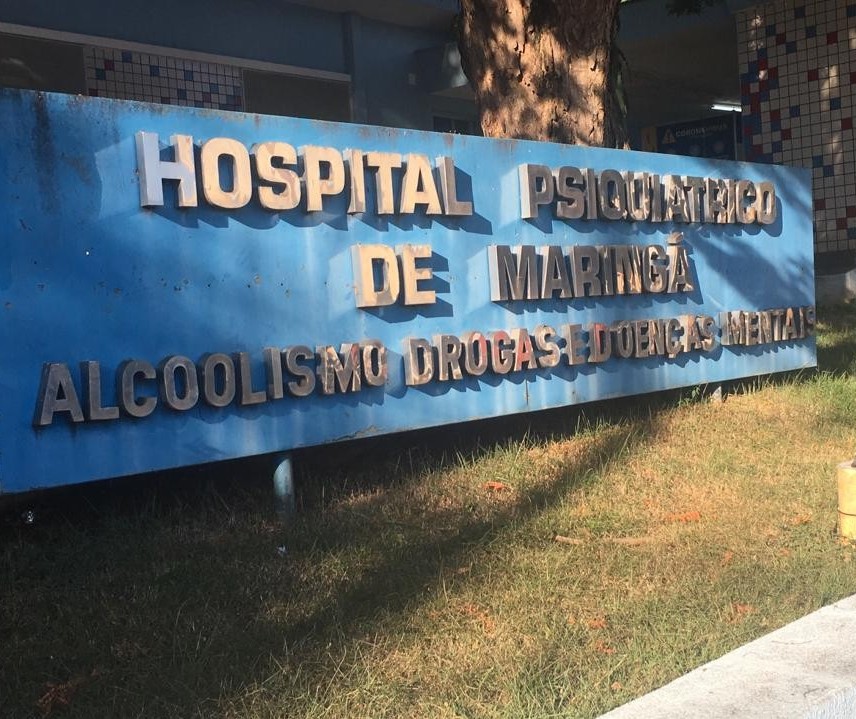 HOSPITAL PSIQUIATRICO
DE MARINGÁ
ALCOOLISMO DROGAS E DOENÇAS MENTAIS